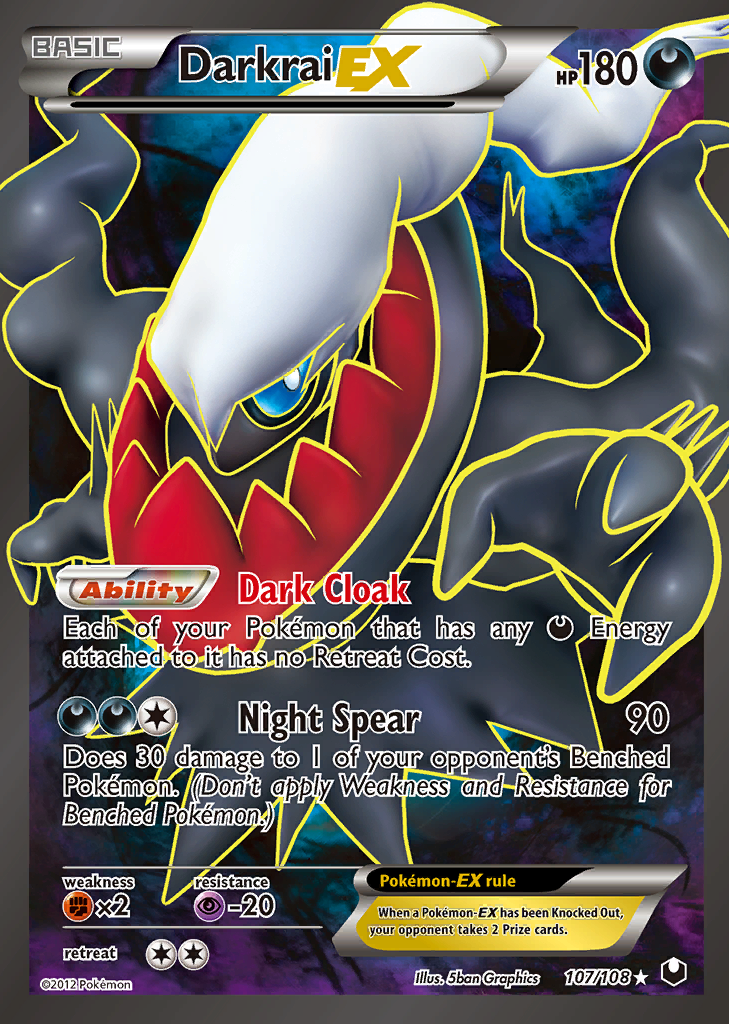 BASIC
Darkrai EX
HP180
Ability Dark Cloak
Each of your Pokémon that has any Energy
attached to it has no Retreat Cost.
Night Spear 90
Does 30 damage to 1 of your opponent's Benched
Pokémon. (Don't apply Weakness and Resistance for
Benched Pokémon.)
weakness resistance
×2 -20
Pokémon-EX rule
When a Pokémon-EX has been Knocked Out,
your opponent takes 2 Prize cards.
retreat
©2012 Pokémon
Illus. 5ban Graphics 107/108